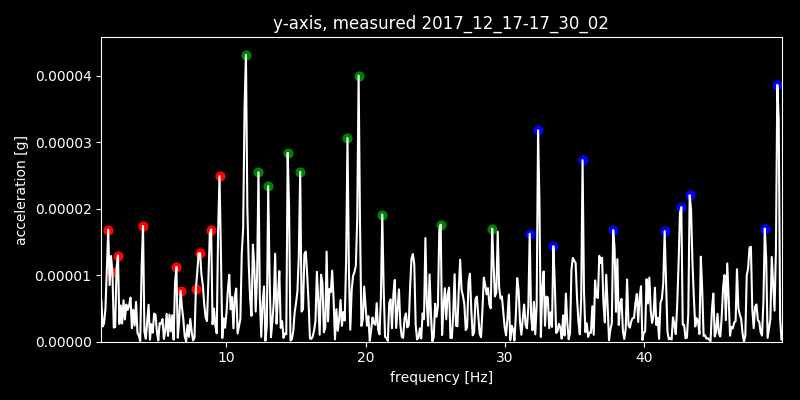 y-axis, measured 2017_12_17-17_30_02
acceleration [g]
0.00004
0.00003
0.00002
0.00001
0.00000
10 20 30 40
frequency [Hz]